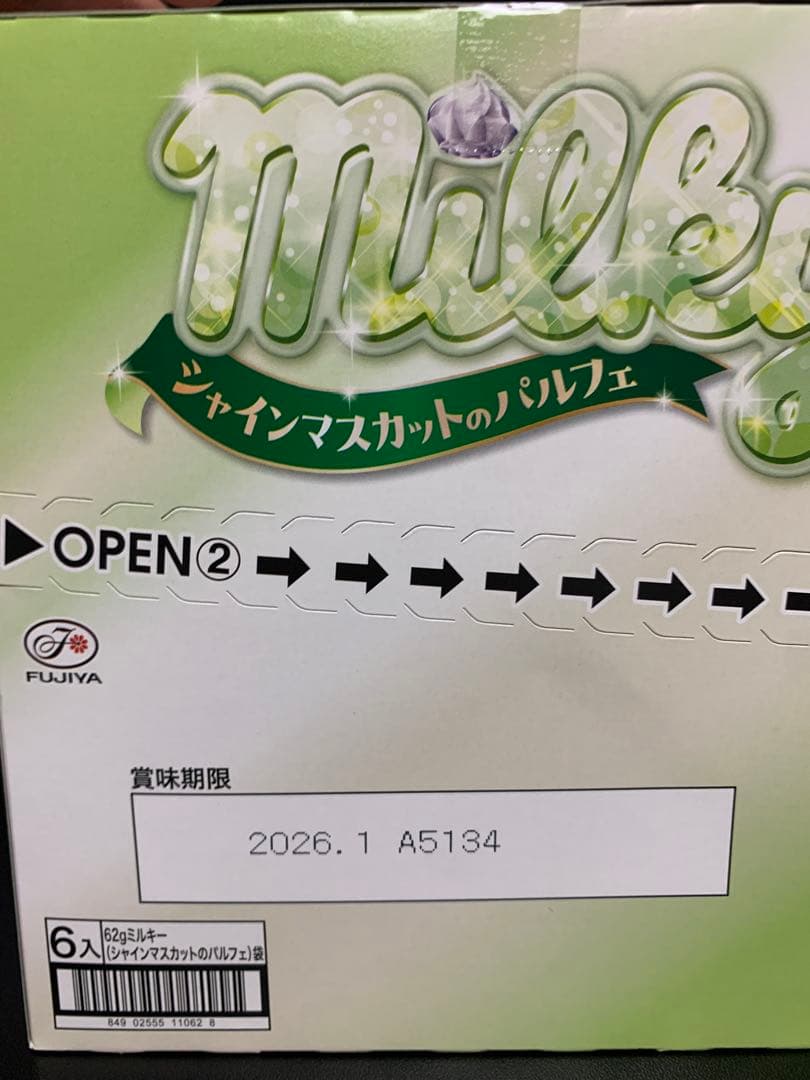 Milky
シャインマスカットのパルフェ
▶OPEN② ➡ ➡ ➡ ➡ ➡ ➡ ➡ ➡
FUJIYA
賞味期限
2026.1 A5134
6入
62gミルキー
(シャインマスカットのパルフェ)袋
849 02555 11062 8